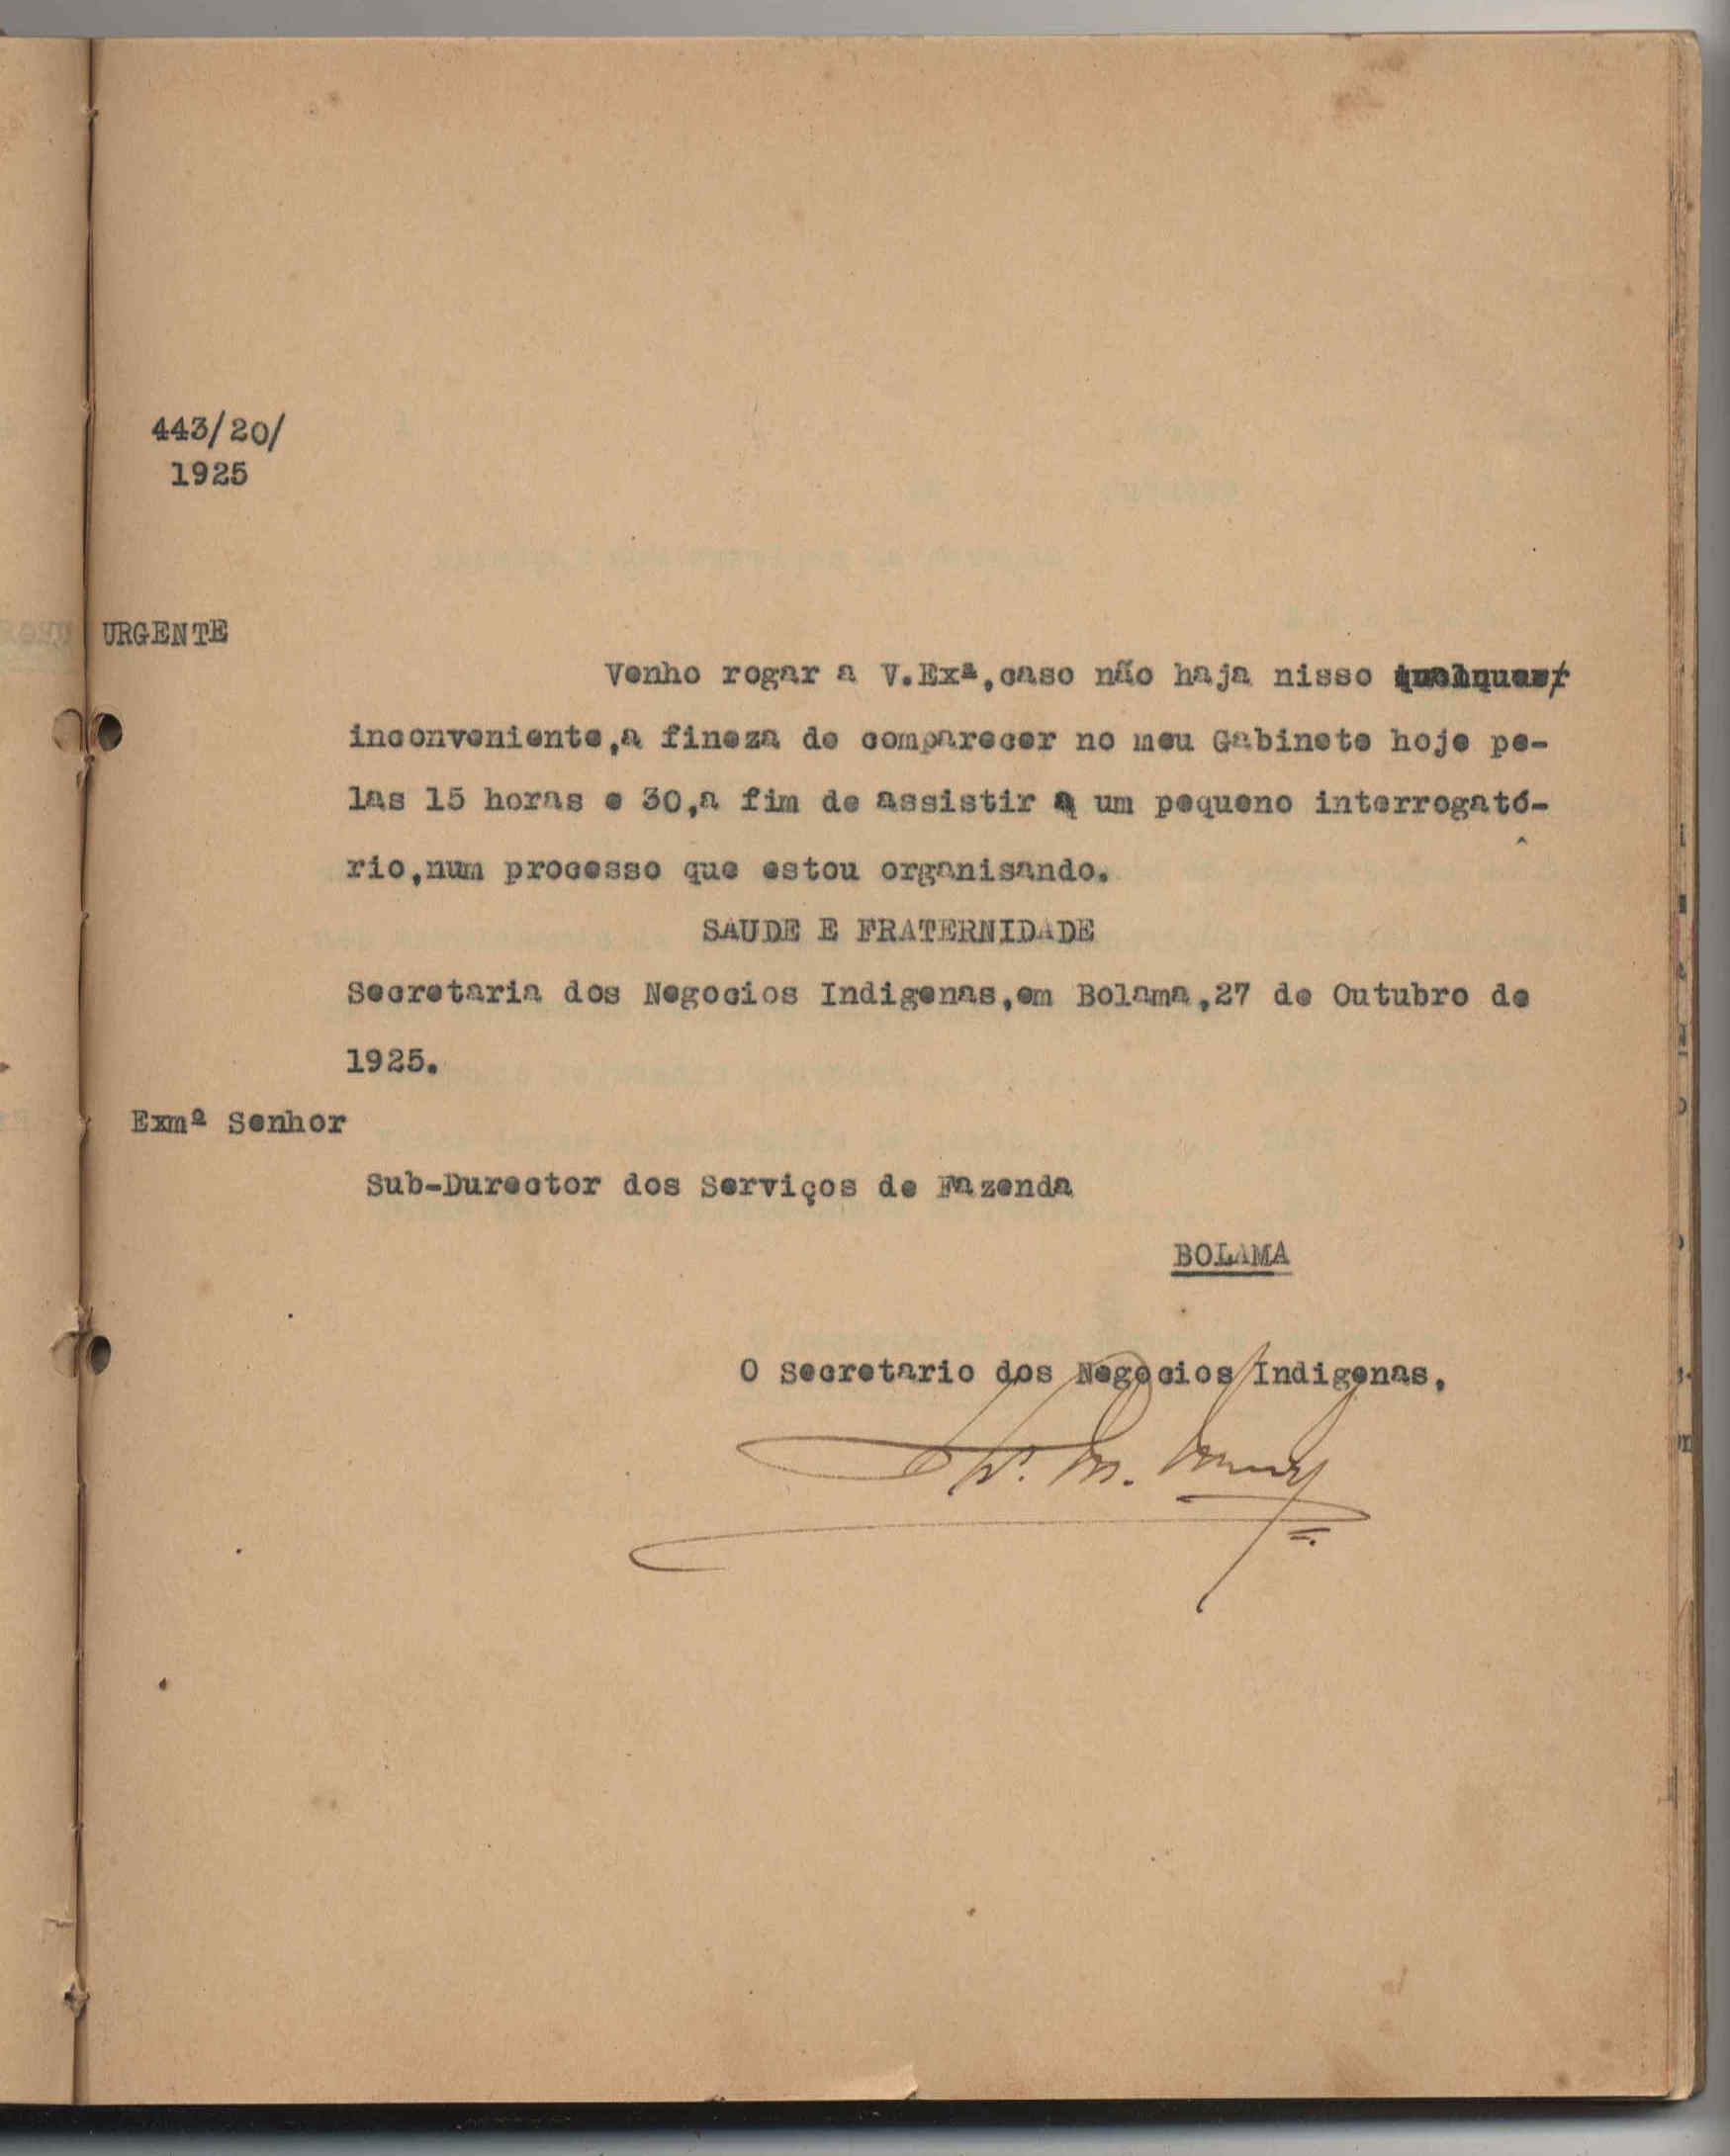 443/20/
1925
URGENTE
Venho rogar a V.Exª,caso não haja nisso qualquer
inconveniente,a fineza de comparecer no meu Gabinete hoje pe-
las 15 horas e 30,a fim de assistir a um pequeno interrogató-
rio,num processo que estou organisando.
SAUDE E FRATERNIDADE
Secretaria dos Negocios Indigenas,em Bolama,27 de Outubro de
1925.
Exmº Senhor
Sub-Durector dos Serviços de Fazenda
BOLAMA
O Secretario dos Negocios Indigenas,